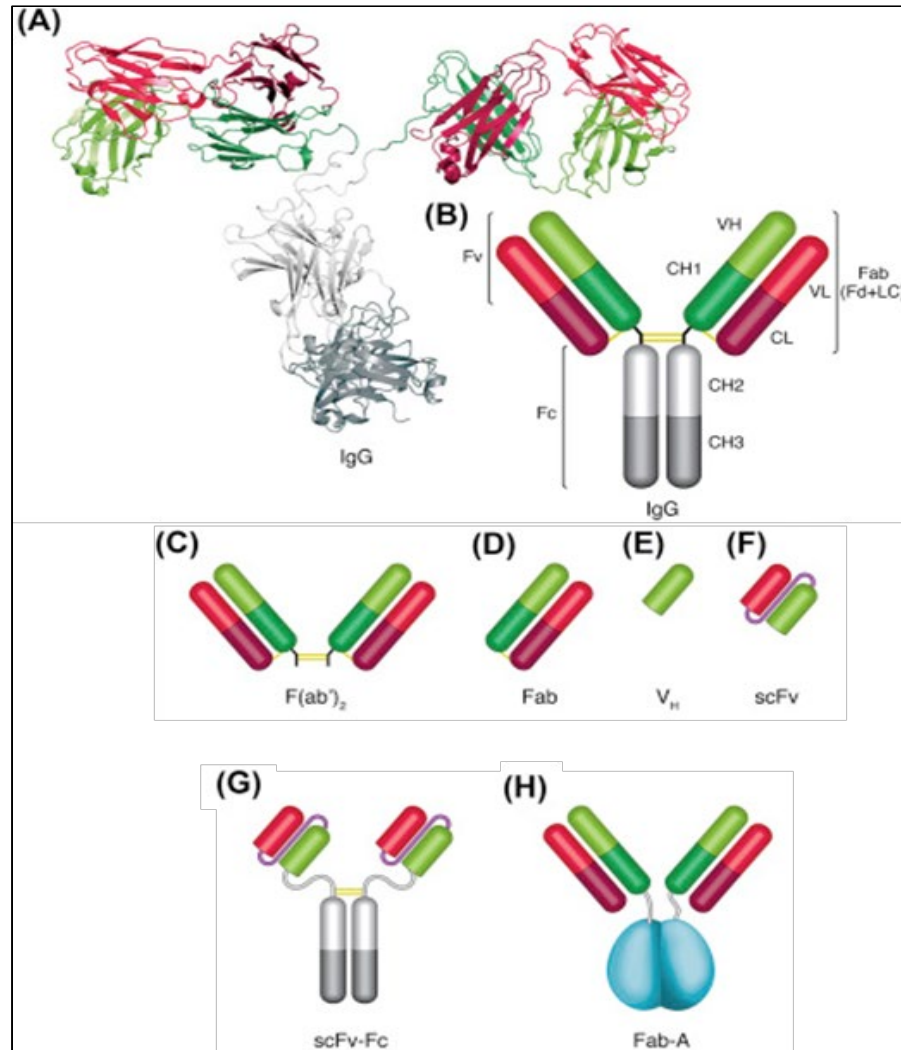 (A)
(B)
VH
Fv
CH1
Fab
VL
(Fd+LC)
CL
CH2
Fc
CH3
IgG
IgG
(C)
(D)
(E)
(F)
F(ab')₂
Fab
V_H
scFv
(G)
(H)
scFv-Fc
Fab-A